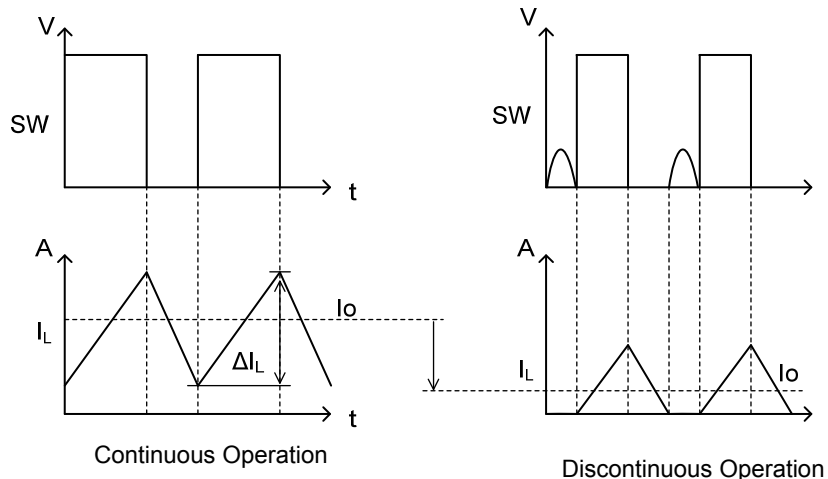 V
SW
t
A
Io
I_L
ΔI_L
t
Continuous Operation
V
SW
A
I_L
Io
Discontinuous Operation